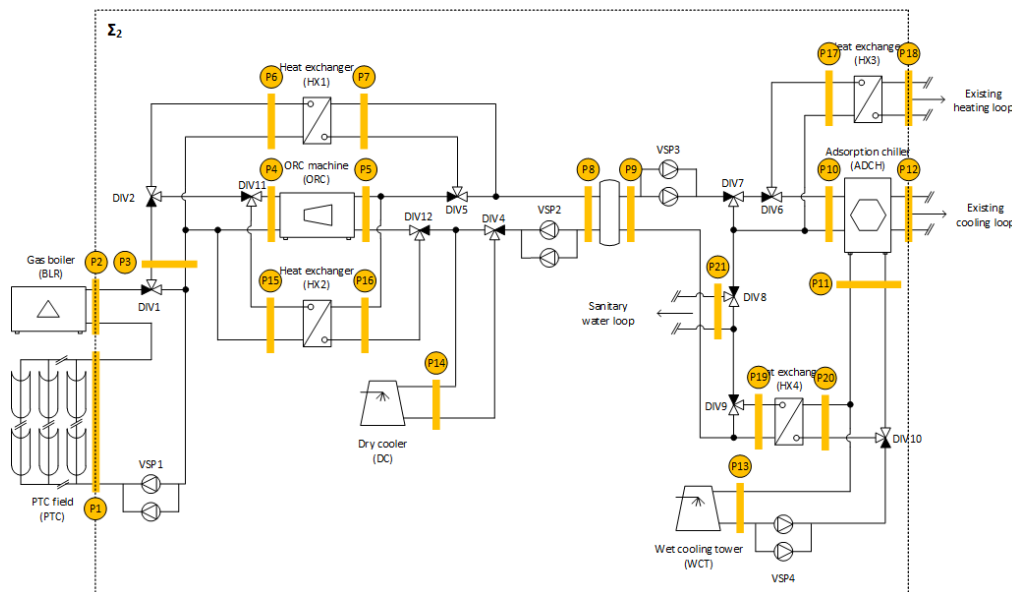 Σ₂
P6
P7
Heat exchanger
(HX1)
P17
P18
Heat exchanger
(HX3)
Existing
heating loop
VSP3
ORC machine
(ORC)
P4
P5
DIV2
DIV11
DIV5
DIV12
DIV4
VSP2
P8
P9
DIV7
DIV6
Adsorption chiller
(ADCH)
P10
P12
Existing
cooling loop
Gas boiler
(BLR)
P2
P3
DIV1
P15
Heat exchanger
(HX2)
P16
P21
P11
Sanitary
water loop
DIV8
P14
Dry cooler
(DC)
P19
exchanger
(HX4)
P20
DIV9
DIV10
VSP1
PTC field
(PTC)
P1
P13
Wet cooling tower
(WCT)
VSP4